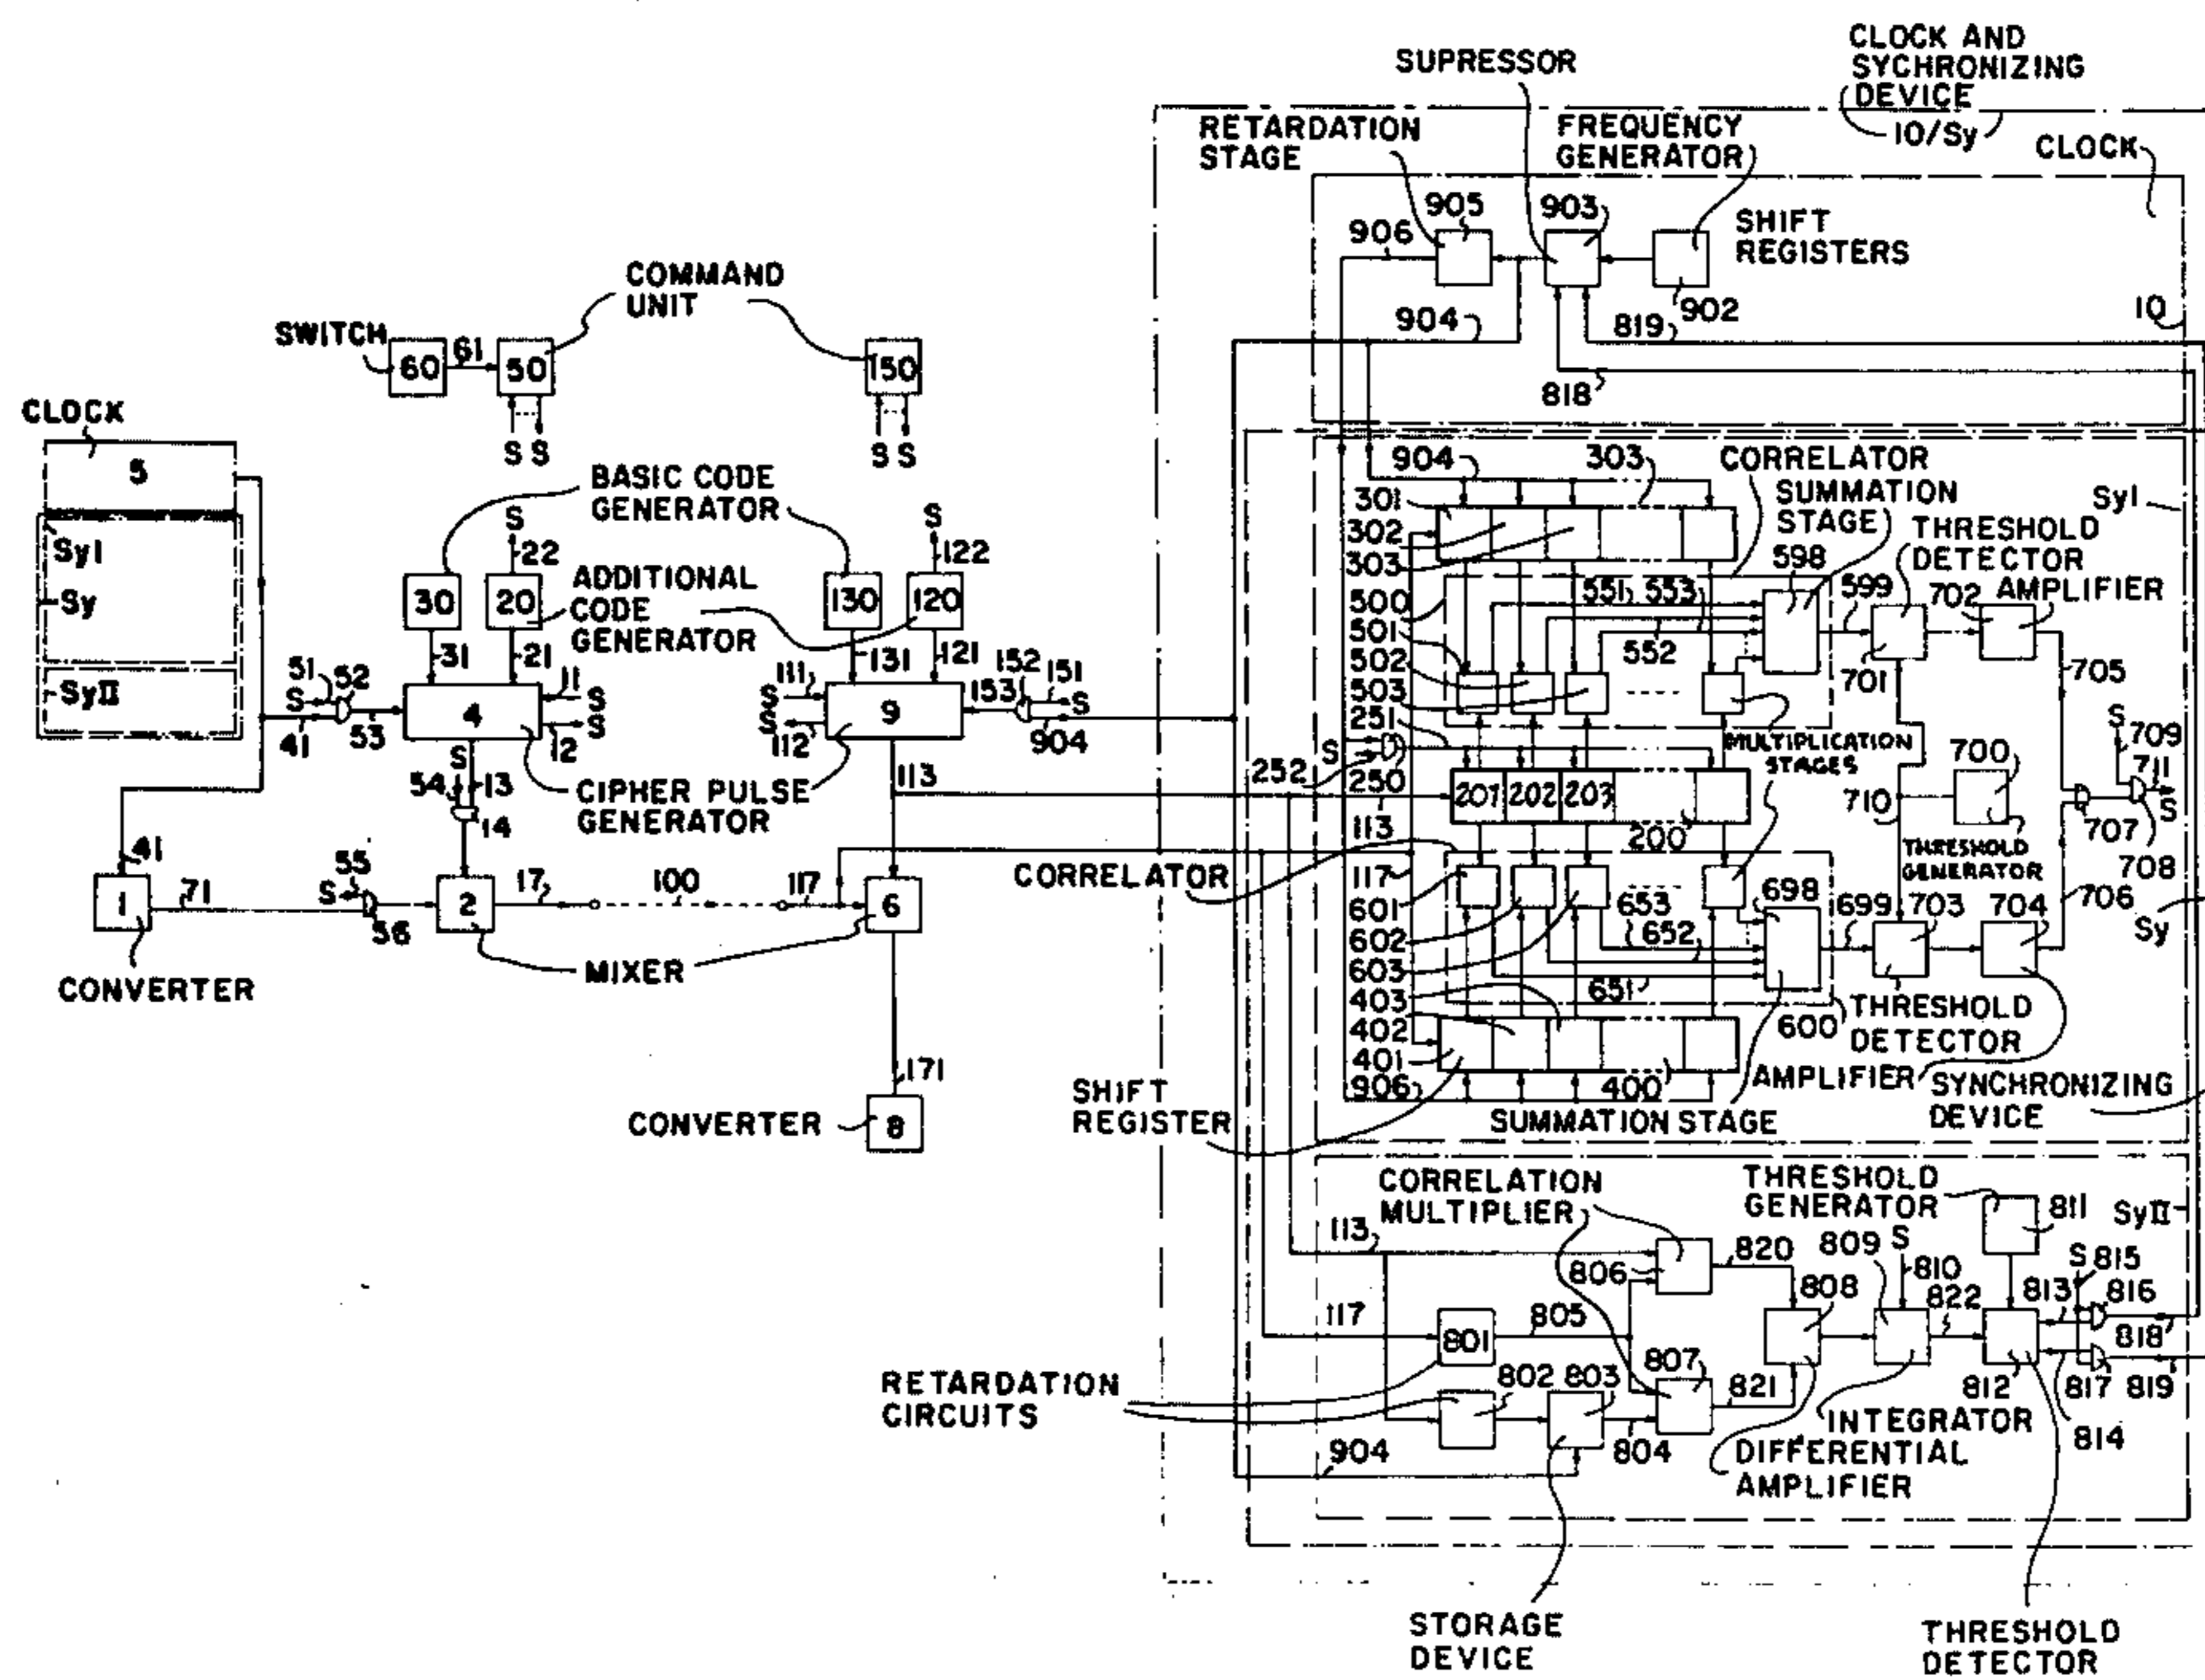 CLOCK AND
SYCHRONIZING
DEVICE
10/Sy
SUPRESSOR
RETARDATION
STAGE
FREQUENCY
GENERATOR
CLOCK
905
903
906
SHIFT
REGISTERS
902
904
819
10
818
COMMAND
UNIT
SWITCH
60
61
50
150
S S
S S
CLOCK
5
SyI
Sy
SyII
BASIC CODE
GENERATOR
S
22
S
122
30
20
ADDITIONAL
CODE
GENERATOR
130
120
31
21
131
121
51
52
S
41
53
4
11
S
S
12
S
111
S
112
9
153
152
151
S
904
S
54
13
14
CIPHER PULSE
GENERATOR
113
41
1
71
S
55
56
2
17
100
117
6
CONVERTER
MIXER
171
CONVERTER
8
904
303
CORRELATOR
SUMMATION
STAGE
SyI
301
302
303
THRESHOLD
DETECTOR
AMPLIFIER
598
500
551
553
599
702
501
552
502
701
705
503
251
S
252
250
MULTIPLICATION
STAGES
S
709
700
711
S
710
201
202
203
200
707
708
113
THRESHOLD
GENERATOR
CORRELATOR
117
601
698
653
699
703
704
706
602
652
Sy
603
651
403
402
600
THRESHOLD
DETECTOR
401
400
906
AMPLIFIER
SHIFT
REGISTER
SUMMATION STAGE
SYNCHRONIZING
DEVICE
CORRELATION
MULTIPLIER
THRESHOLD
GENERATOR
811
SyII
113
806
820
809
S
810
S
815
808
822
813
816
117
801
805
818
807
RETARDATION
CIRCUITS
802
803
821
812
817
819
804
INTEGRATOR
814
904
DIFFERENTIAL
AMPLIFIER
STORAGE
DEVICE
THRESHOLD
DETECTOR